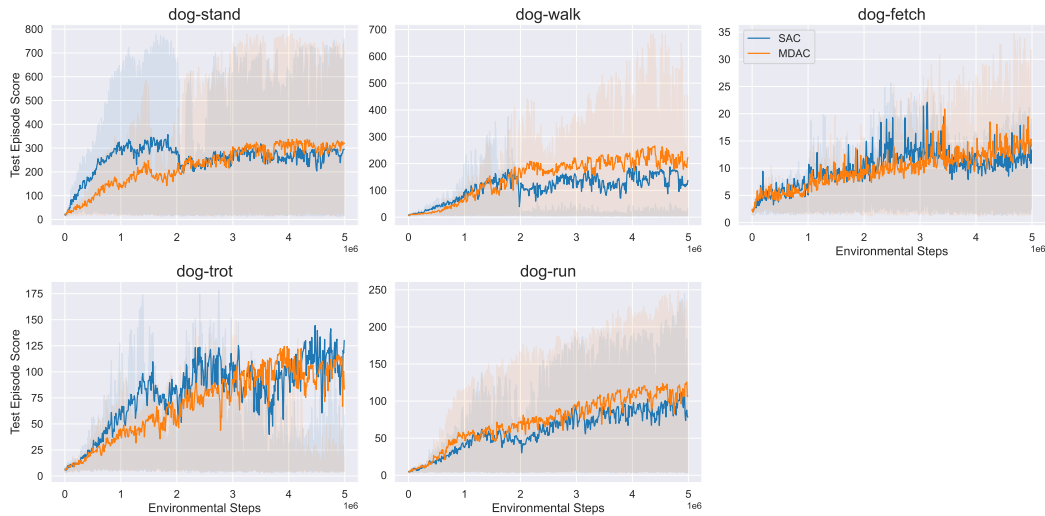 dog-stand
Test Episode Score
800
700
600
500
400
300
200
100
0
0 1 2 3 4 5
1e6
dog-walk
700
600
500
400
300
200
100
0
0 1 2 3 4 5
1e6
dog-fetch
SAC
MDAC
35
30
25
20
15
10
5
0
0 1 2 3 4 5
Environmental Steps 1e6
dog-trot
Test Episode Score
175
150
125
100
75
50
25
0
0 1 2 3 4 5
Environmental Steps 1e6
dog-run
250
200
150
100
50
0
0 1 2 3 4 5
Environmental Steps 1e6